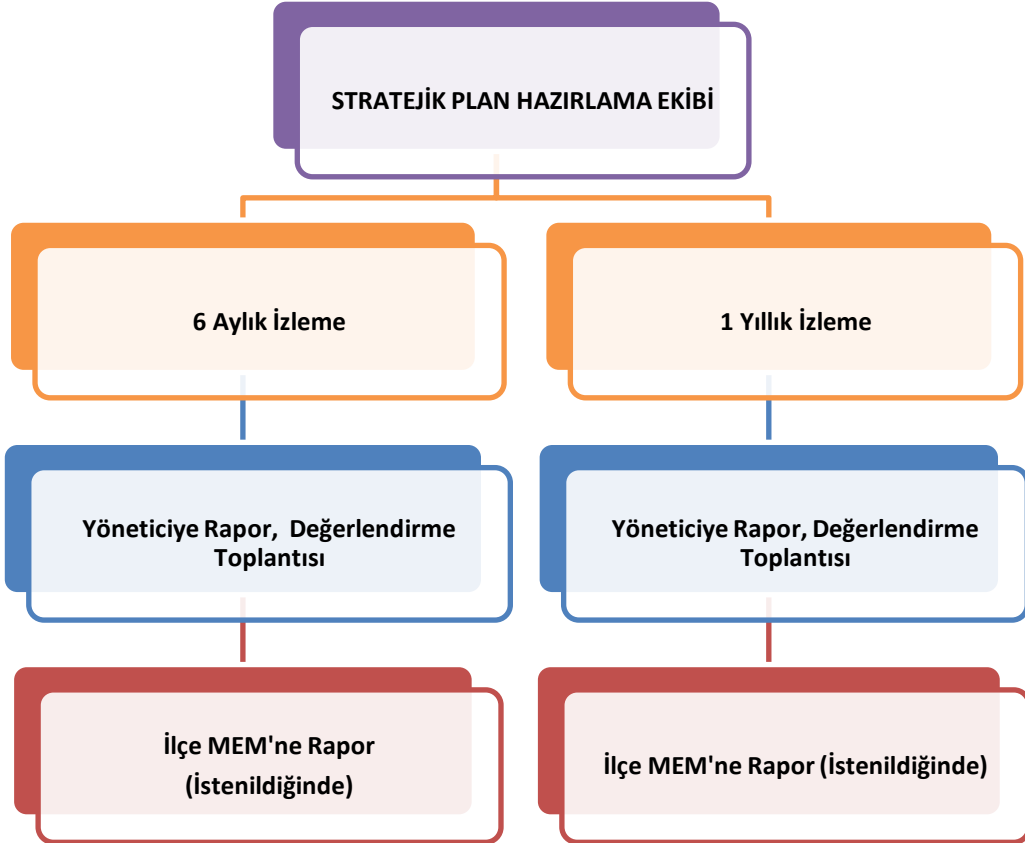 STRATEJİK PLAN HAZIRLAMA EKİBİ
6 Aylık İzleme
1 Yıllık İzleme
Yöneticiye Rapor,  Değerlendirme
Toplantısı
Yöneticiye Rapor, Değerlendirme
Toplantısı
İlçe MEM'ne Rapor
(İstenildiğinde)
İlçe MEM'ne Rapor (İstenildiğinde)